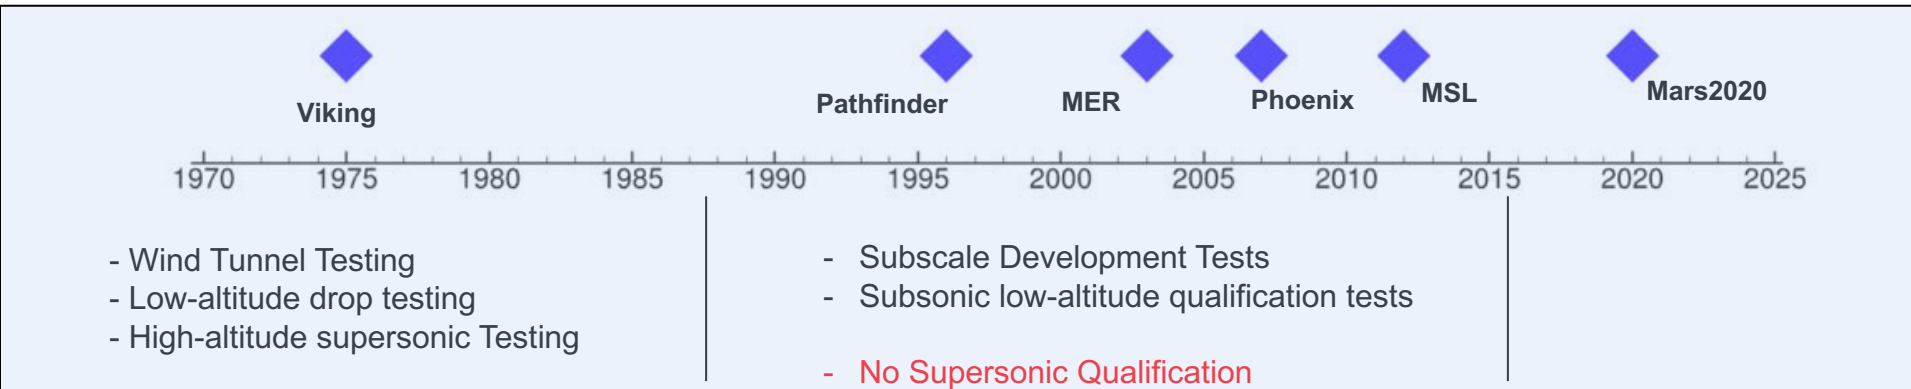 Viking
Pathfinder
MER
Phoenix
MSL
Mars2020
1970 1975 1980 1985 1990 1995 2000 2005 2010 2015 2020 2025
- Wind Tunnel Testing
- Low-altitude drop testing
- High-altitude supersonic Testing
- Subscale Development Tests
- Subsonic low-altitude qualification tests
- No Supersonic Qualification